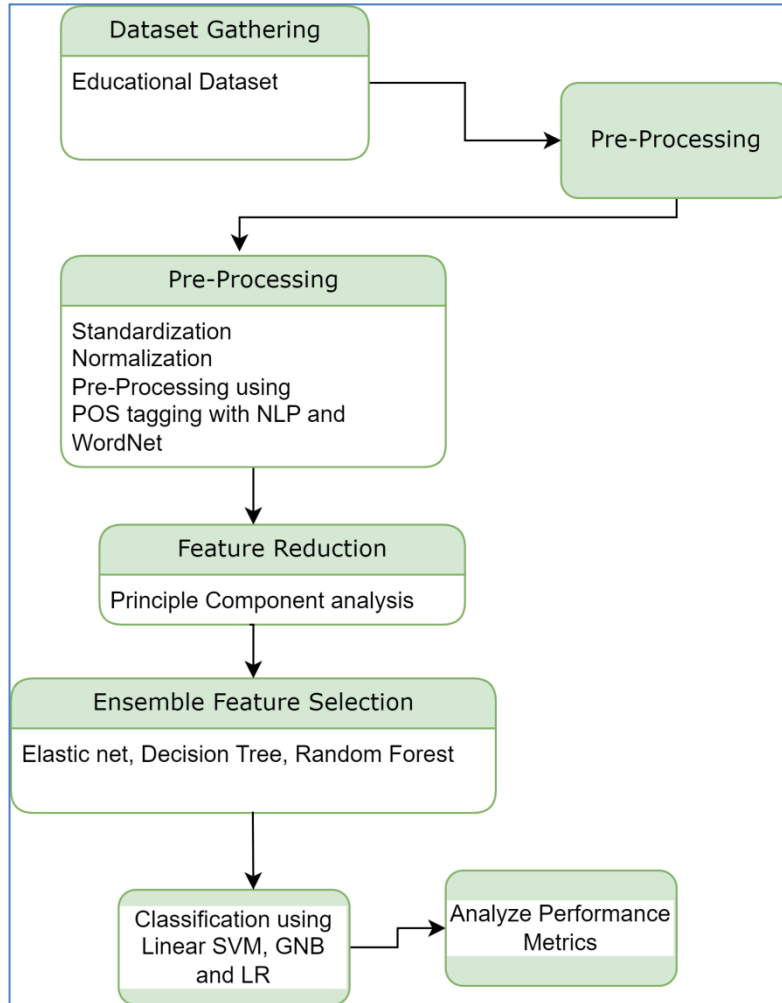 Dataset Gathering
Educational Dataset
Pre-Processing
Pre-Processing
Standardization
Normalization
Pre-Processing using
POS tagging with NLP and
WordNet
Feature Reduction
Principle Component analysis
Ensemble Feature Selection
Elastic net, Decision Tree, Random Forest
Classification using
Linear SVM, GNB
and LR
Analyze Performance
Metrics